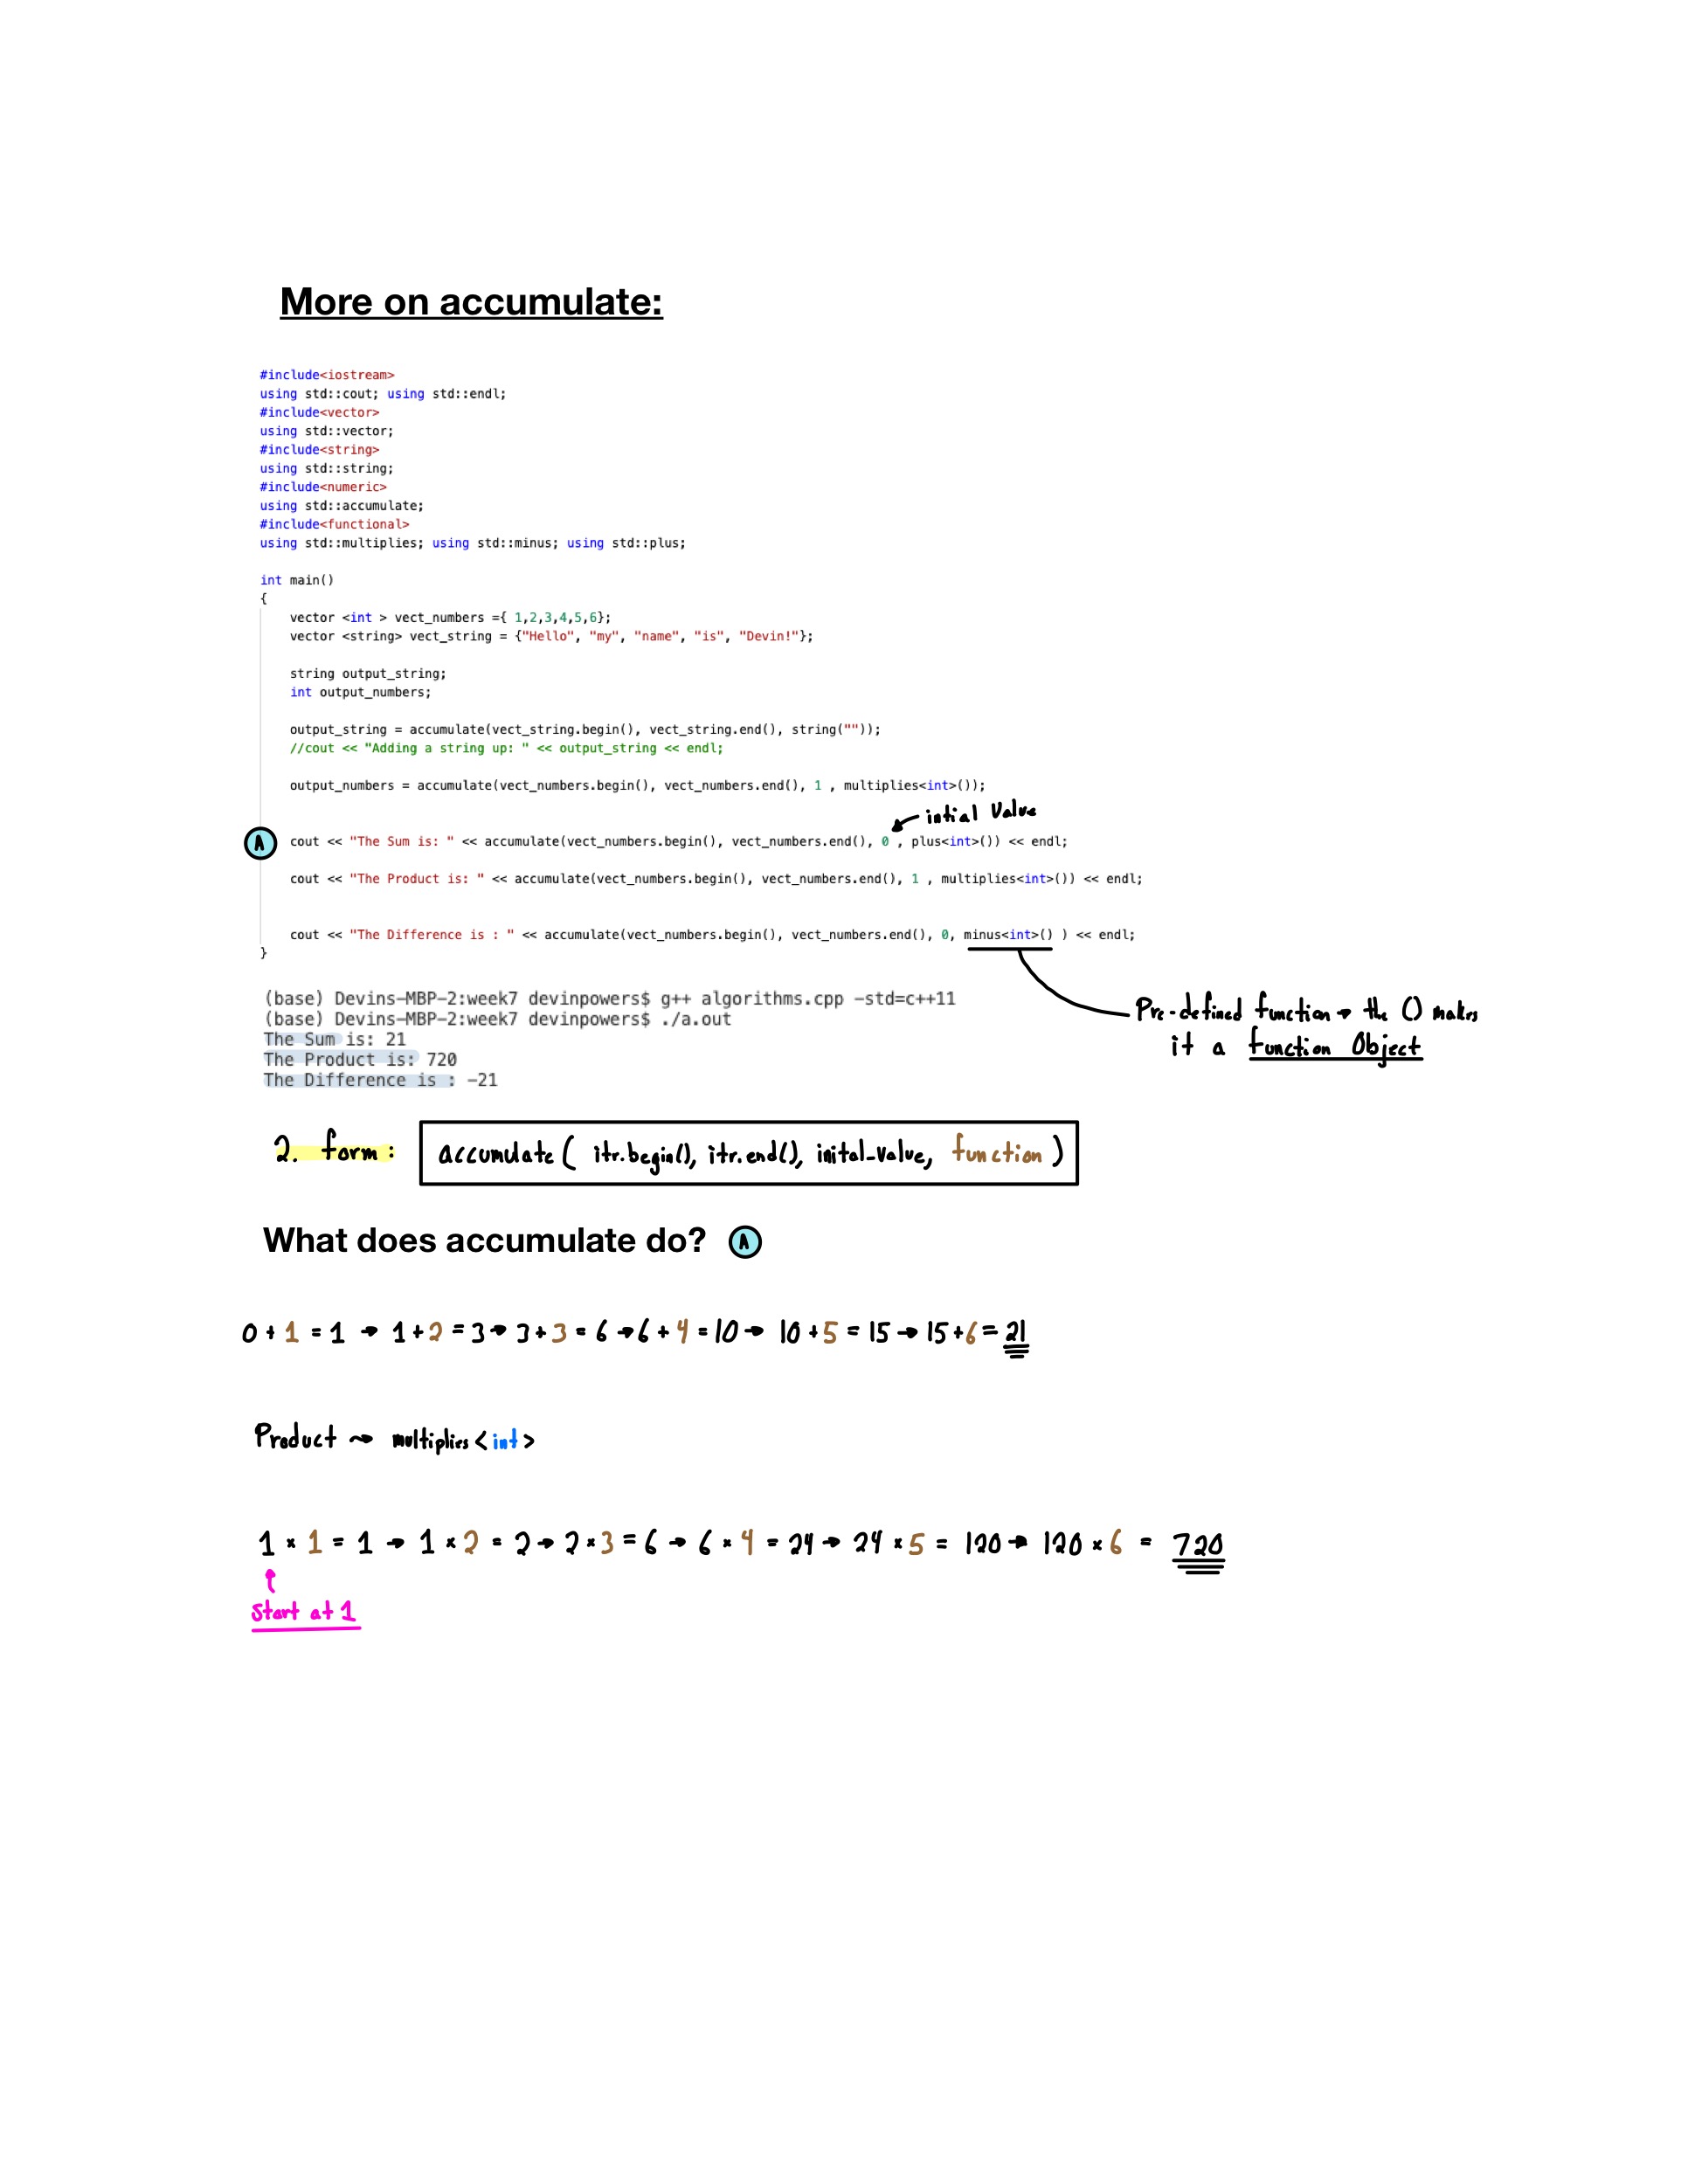 More on accumulate:
#include<iostream>
using std::cout; using std::endl;
#include<vector>
using std::vector;
#include<string>
using std::string;
#include<numeric>
using std::accumulate;
#include<functional>
using std::multiplies; using std::minus; using std::plus;
int main()
{
vector <int > vect_numbers ={ 1,2,3,4,5,6};
vector <string> vect_string = {"Hello", "my", "name", "is", "Devin!"};
string output_string;
int output_numbers;
output_string = accumulate(vect_string.begin(), vect_string.end(), string(""));
//cout << "Adding a string up: " << output_string << endl;
output_numbers = accumulate(vect_numbers.begin(), vect_numbers.end(), 1 , multiplies<int>());
intial Value
A cout << "The Sum is: " << accumulate(vect_numbers.begin(), vect_numbers.end(), 0 , plus<int>()) << endl;
cout << "The Product is: " << accumulate(vect_numbers.begin(), vect_numbers.end(), 1 , multiplies<int>()) << endl;
cout << "The Difference is : " << accumulate(vect_numbers.begin(), vect_numbers.end(), 0, minus<int>() ) << endl;
}
(base) Devins-MBP-2:week7 devinpowers$ g++ algorithms.cpp -std=c++11
(base) Devins-MBP-2:week7 devinpowers$ ./a.out
The Sum is: 21
The Product is: 720
The Difference is : -21
Pre-defined function → the () makes
it a function Object
2. form: accumulate( itr.begin(), itr.end(), inital-value, function )
What does accumulate do? A
0 + 1 = 1 → 1 + 2 = 3 → 3 + 3 = 6 → 6 + 4 = 10 → 10 + 5 = 15 → 15 + 6 = 21
Product ~ multiplies <int>
1 × 1 = 1 → 1 × 2 = 2 → 2 × 3 = 6 → 6 × 4 = 24 → 24 × 5 = 120 → 120 × 6 = 720
Start at 1